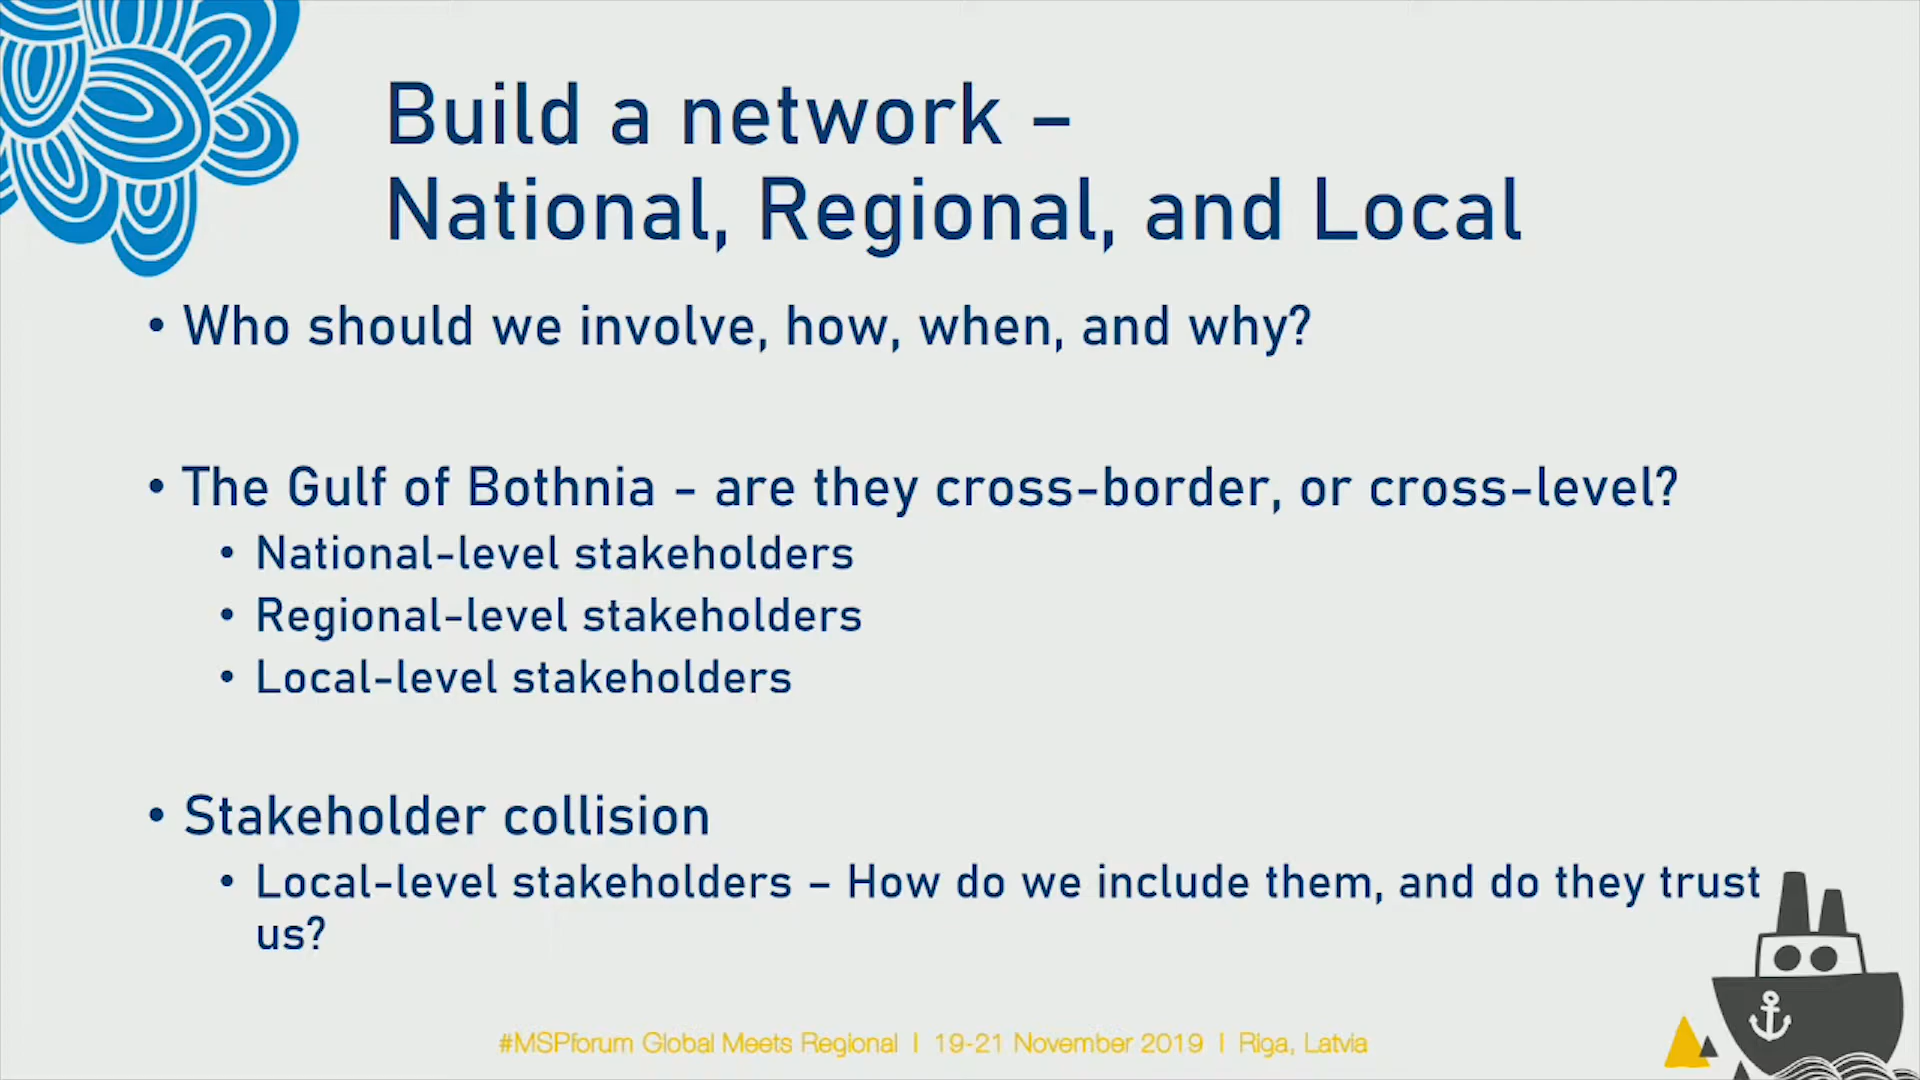 Build a network –
National, Regional, and Local
• Who should we involve, how, when, and why?
• The Gulf of Bothnia - are they cross-border, or cross-level?
• National-level stakeholders
• Regional-level stakeholders
• Local-level stakeholders
• Stakeholder collision
• Local-level stakeholders – How do we include them, and do they trust
us?
#MSPforum Global Meets Regional | 19-21 November 2019 | Riga, Latvia